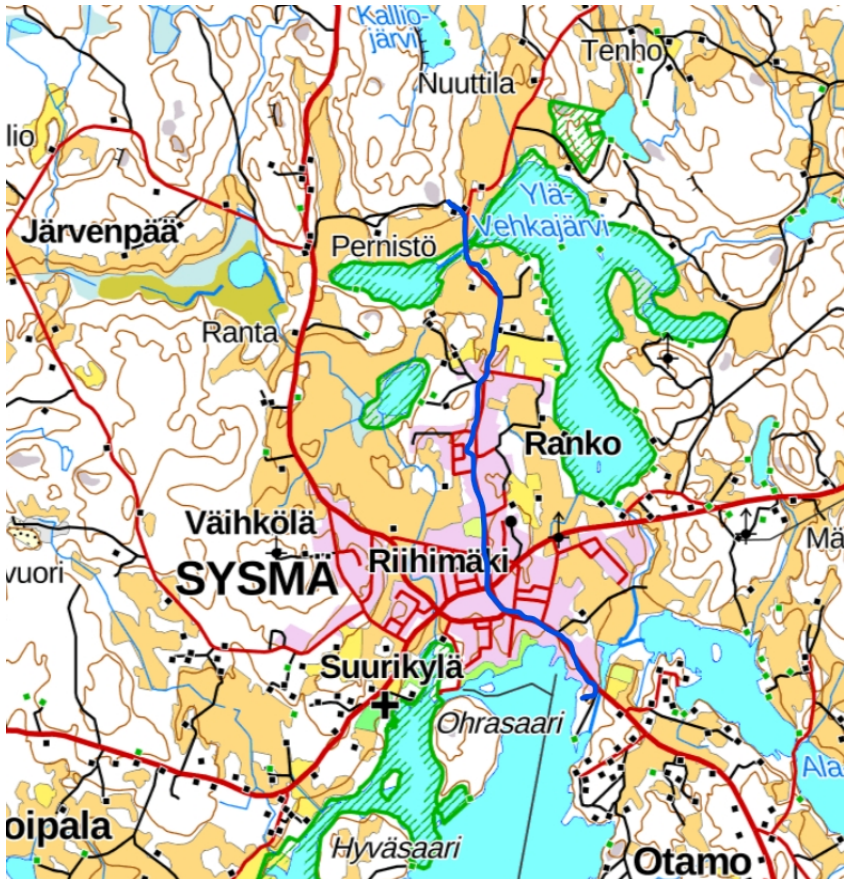 Kallio-
järvi
Tenho
Nuuttila
lio
Ylä-
Vehkajärvi
Järvenpää
Pernistö
Ranta
Ranko
Väihkölä
Riihimäki
Mä
vuori
SYSMÄ
Suurikylä
Ohrasaari
Ala
oipala
Hyväsaari
Otamo